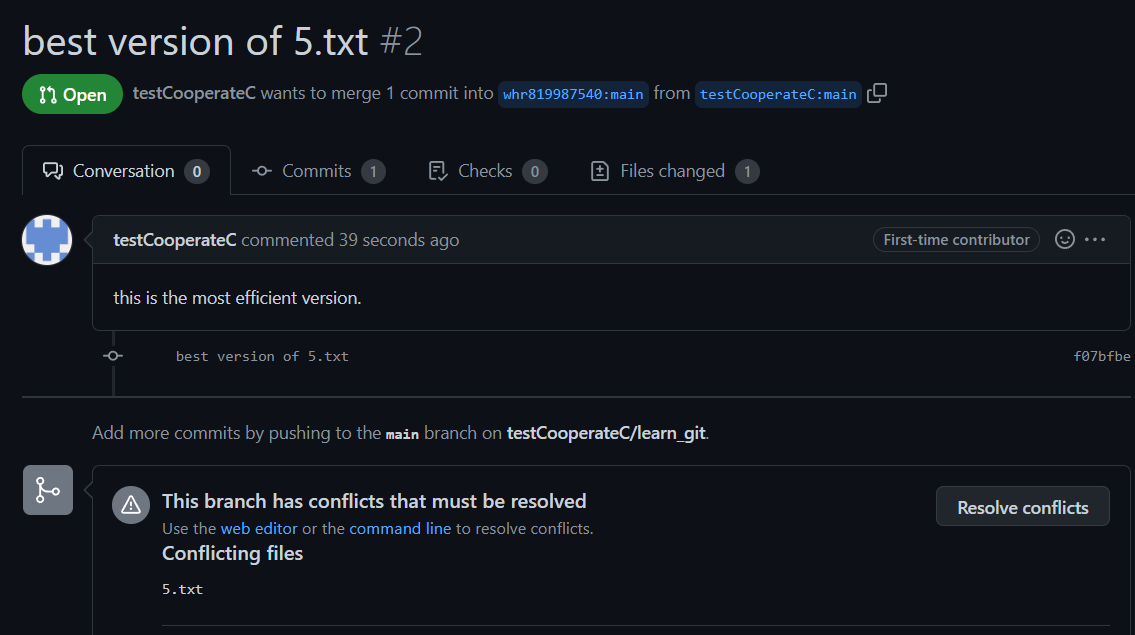 best version of 5.txt #2
Open testCooperateC wants to merge 1 commit into whr819987540:main from testCooperateC:main
Conversation 0 Commits 1 Checks 0 Files changed 1
testCooperateC commented 39 seconds ago First-time contributor
this is the most efficient version.
best version of 5.txt f07bfbe
Add more commits by pushing to the main branch on testCooperateC/learn_git.
This branch has conflicts that must be resolved
Use the web editor or the command line to resolve conflicts.
Resolve conflicts
Conflicting files
5.txt